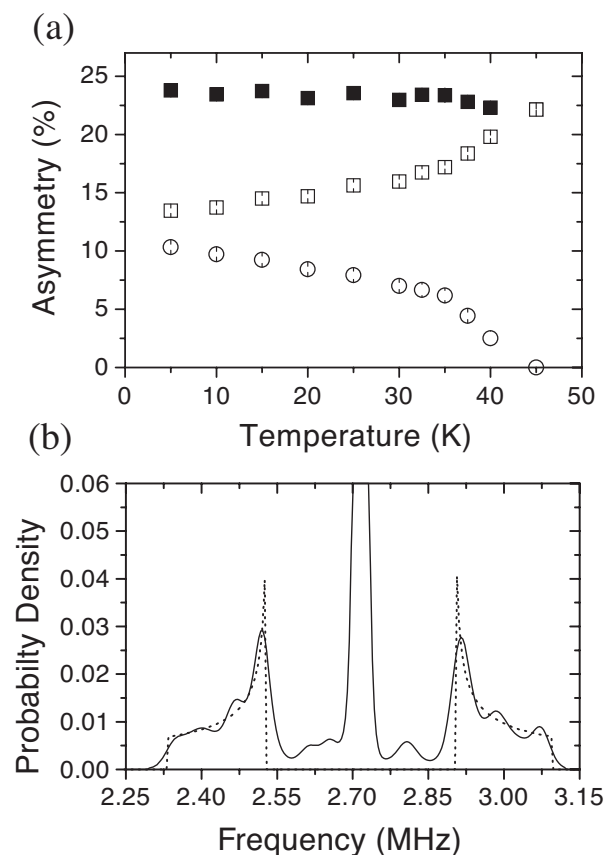 (a)
Asymmetry (%)
25
20
15
10
5
0
0 10 20 30 40 50
Temperature (K)
(b)
Probabilty Density
0.06
0.05
0.04
0.03
0.02
0.01
0.00
2.25 2.40 2.55 2.70 2.85 3.00 3.15
Frequency (MHz)